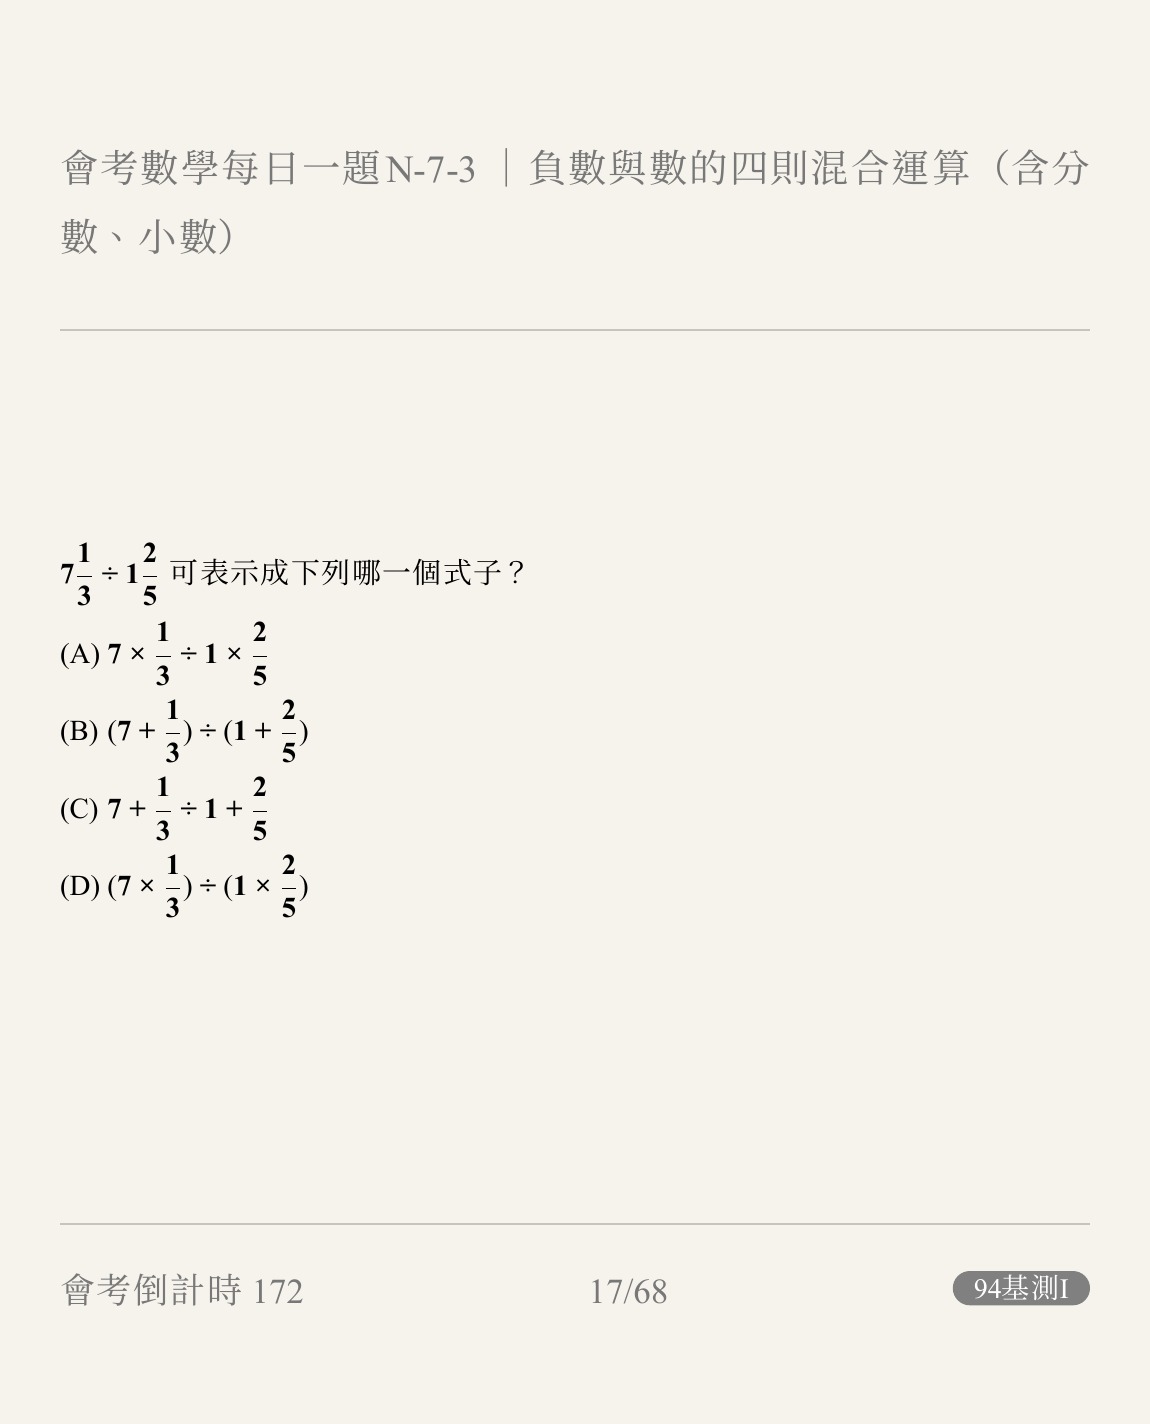 會考數學每日一題N-7-3 ｜負數與數的四則混合運算（含分
數、小數）
7 1/3 ÷ 1 2/5 可表示成下列哪一個式子？
(A) 7 × 1/3 ÷ 1 × 2/5
(B) (7 + 1/3) ÷ (1 + 2/5)
(C) 7 + 1/3 ÷ 1 + 2/5
(D) (7 × 1/3) ÷ (1 × 2/5)
會考倒計時 172
17/68
94基測I